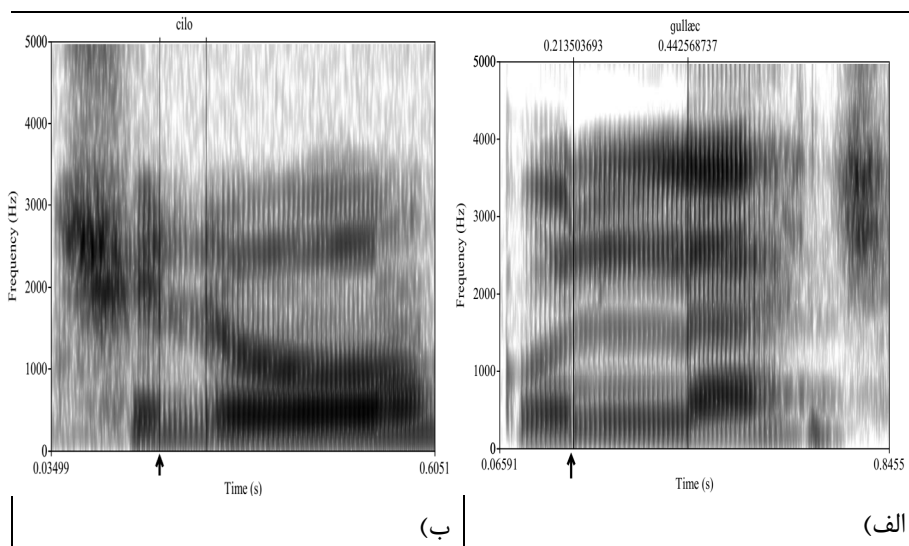 cilo
5000
4000
3000
2000
1000
0
Frequency (Hz)
0.03499
0.6051
Time (s)
ب)
gullæc
0.213503693 0.442568737
5000
4000
3000
2000
1000
0
Frequency (Hz)
0.06591
0.8455
Time (s)
الف)